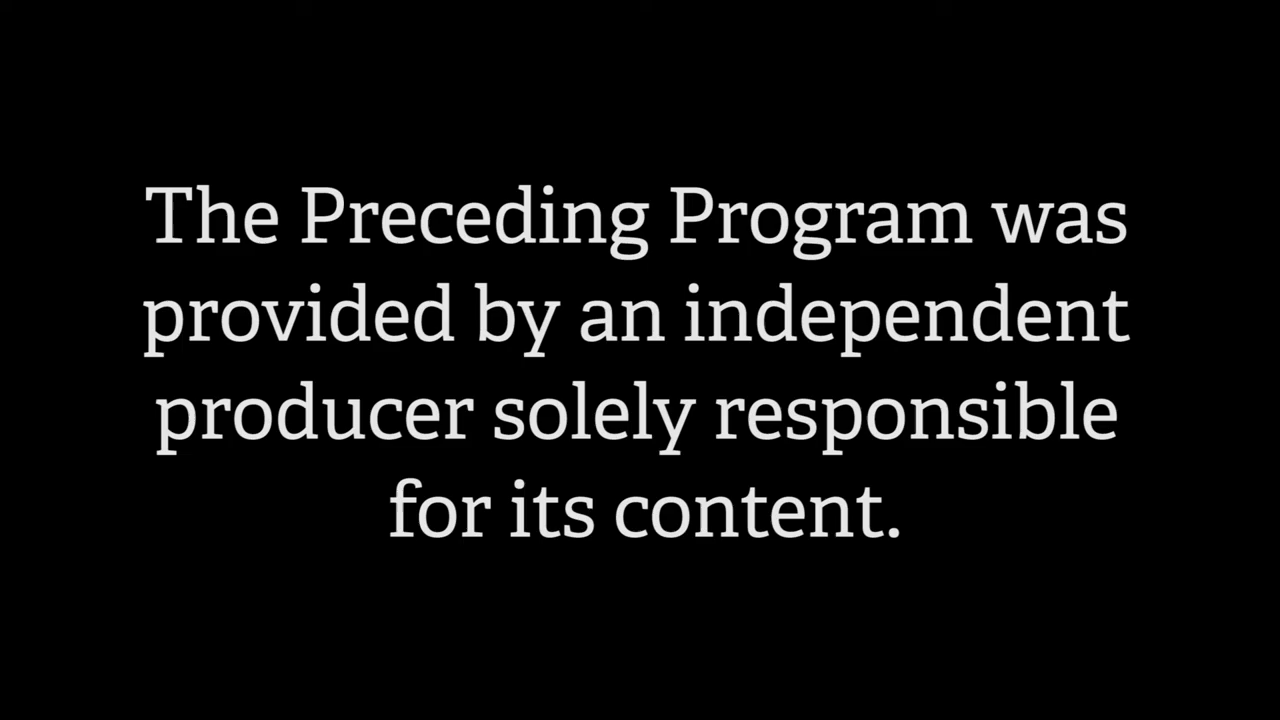 The Preceding Program was
provided by an independent
producer solely responsible
for its content.